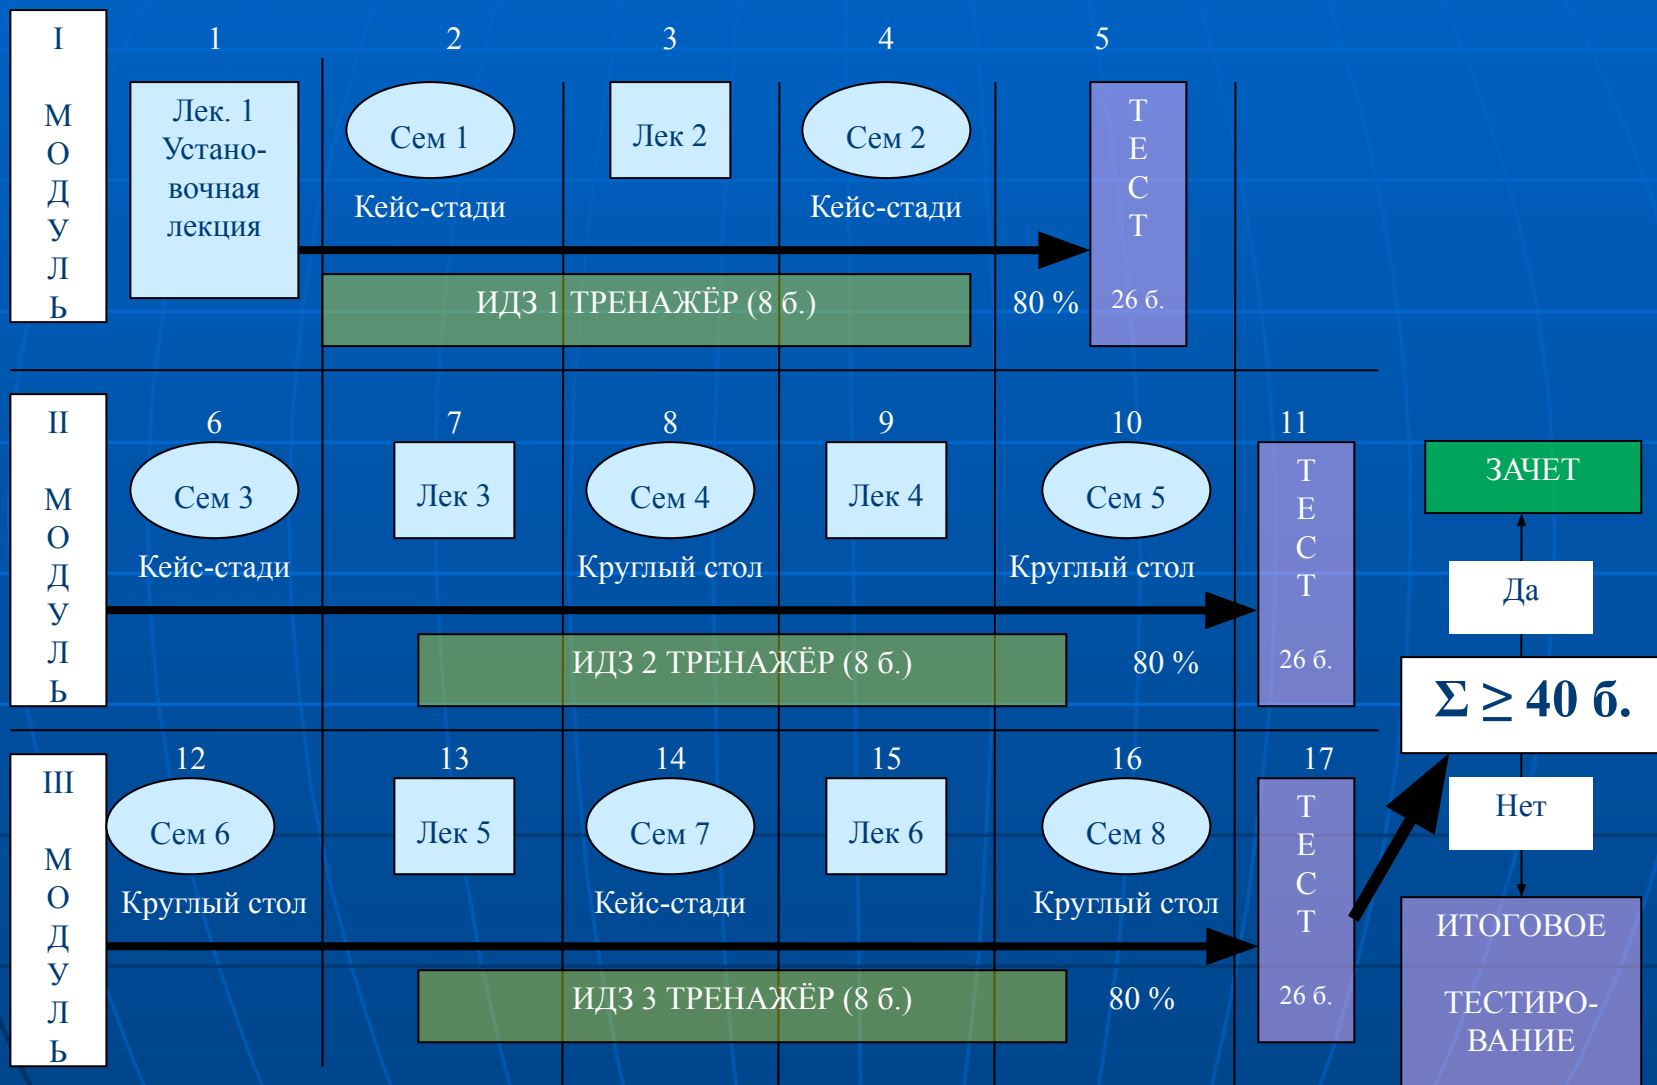 I
М
О
Д
У
Л
Ь
1
2
3
4
5
Лек. 1
Устано-
вочная
лекция
Сем 1
Кейс-стади
Лек 2
Сем 2
Кейс-стади
Т
Е
С
Т
26 б.
ИДЗ 1 ТРЕНАЖЁР (8 б.)
80 %
II
М
О
Д
У
Л
Ь
6
7
8
9
10
11
Сем 3
Кейс-стади
Лек 3
Сем 4
Круглый стол
Лек 4
Сем 5
Круглый стол
Т
Е
С
Т
26 б.
ИДЗ 2 ТРЕНАЖЁР (8 б.)
80 %
III
М
О
Д
У
Л
Ь
12
13
14
15
16
17
Сем 6
Круглый стол
Лек 5
Сем 7
Кейс-стади
Лек 6
Сем 8
Круглый стол
Т
Е
С
Т
26 б.
ИДЗ 3 ТРЕНАЖЁР (8 б.)
80 %
ЗАЧЕТ
Да
Σ ≥ 40 б.
Нет
ИТОГОВОЕ
ТЕСТИРО-
ВАНИЕ